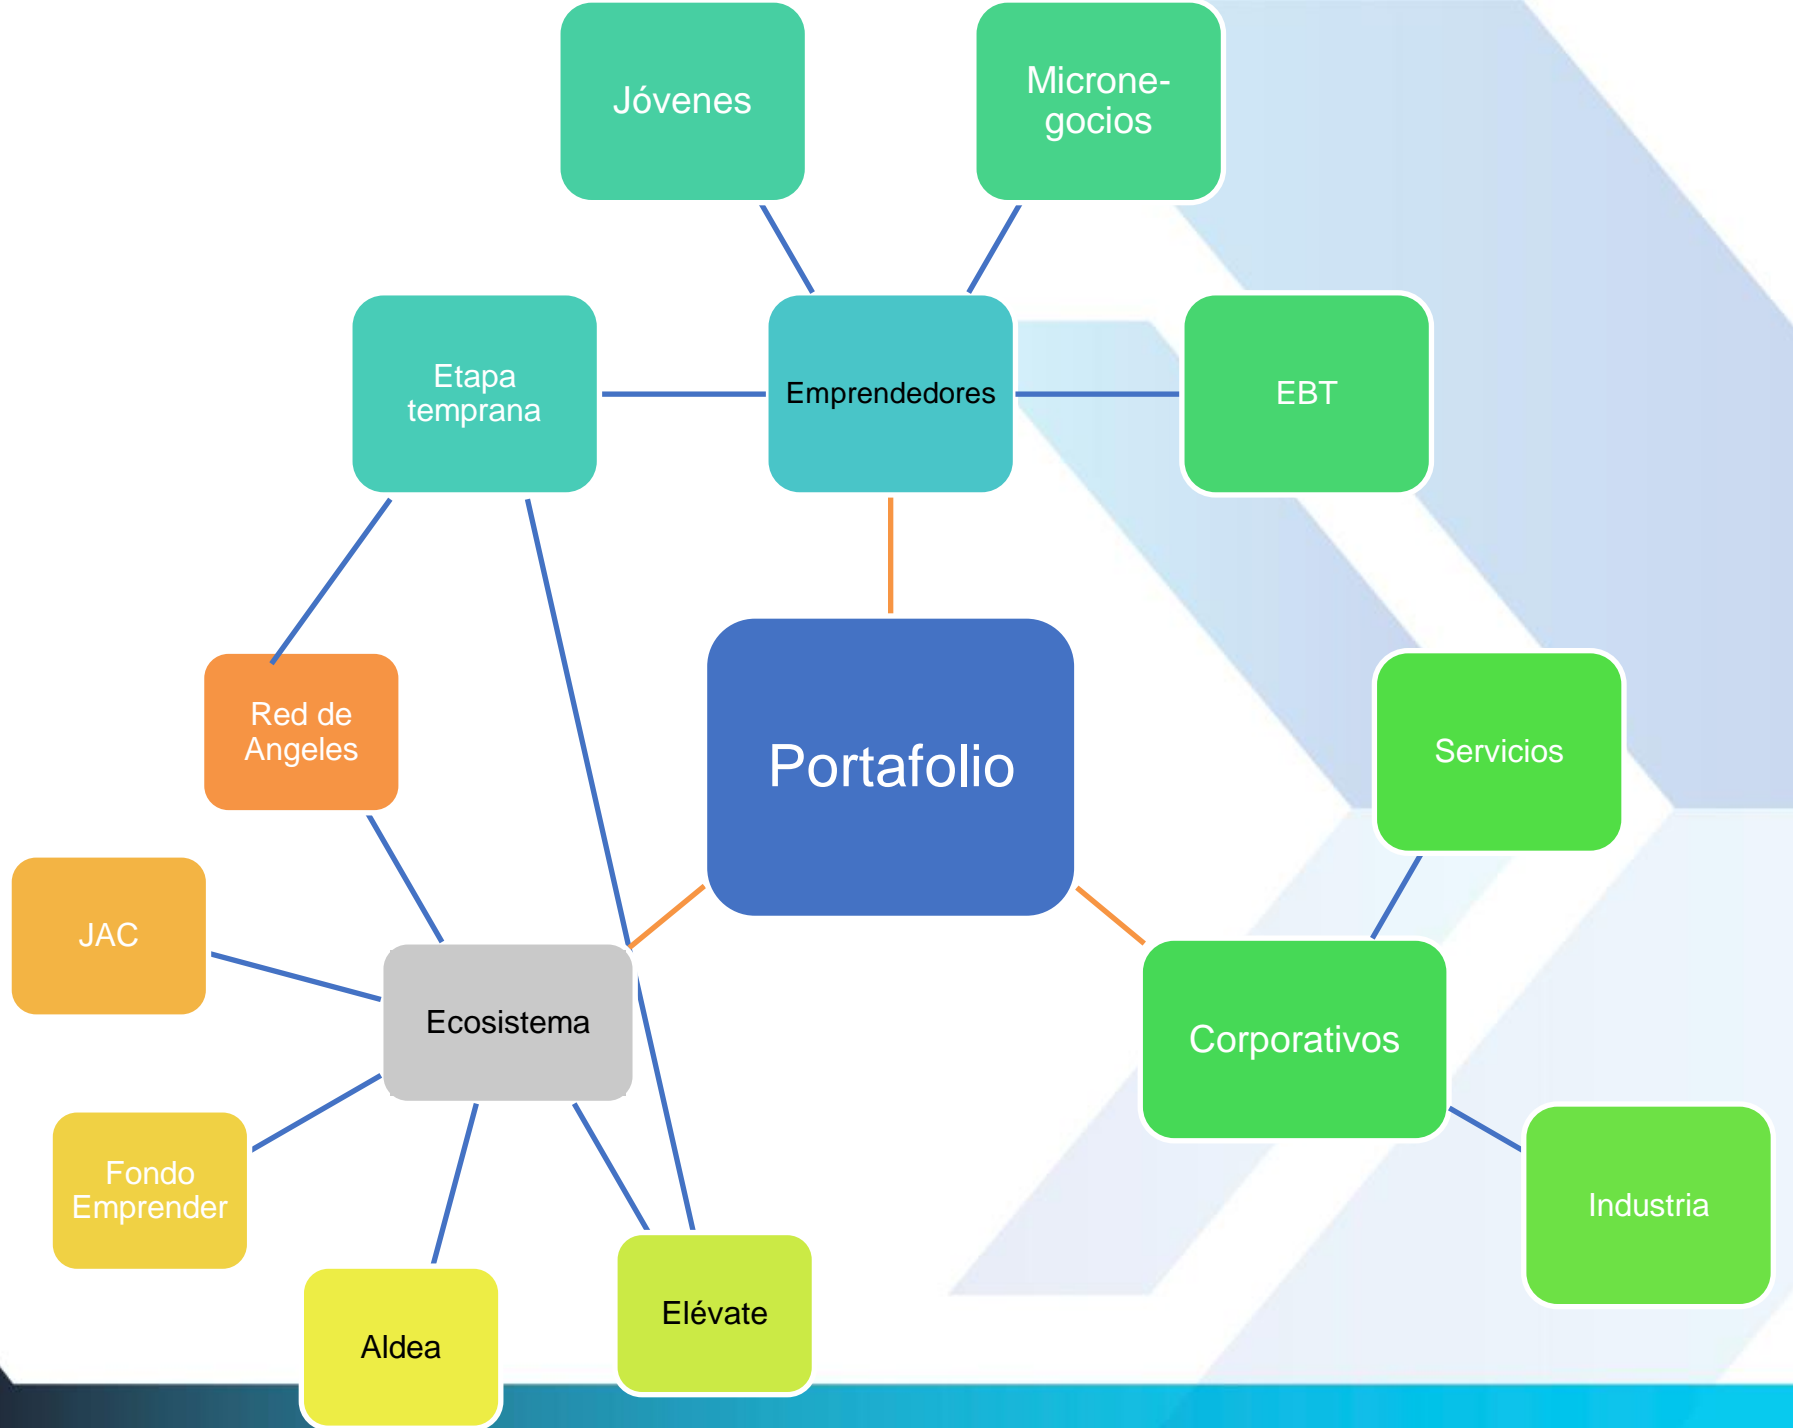 Jóvenes
Microne-
gocios
Etapa
temprana
Emprendedores
EBT
Red de
Angeles
Portafolio
Servicios
JAC
Ecosistema
Corporativos
Fondo
Emprender
Industria
Aldea
Elévate